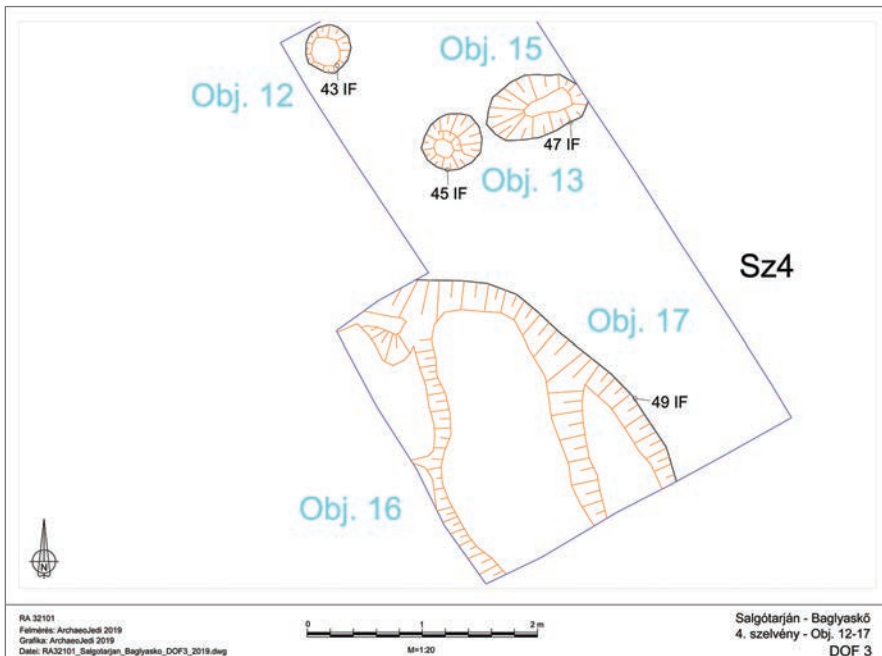 Obj. 15
Obj. 12
43 IF
47 IF
Obj. 13
45 IF
Sz4
Obj. 17
49 IF
Obj. 16
N
RA 32101
Felmérés: ArchaeoJedi 2019
Grafika: ArchaeoJedi 2019
Datei: RA32101_Salgotarjan_Baglyasko_DOF3_2019.dwg
0 1 2 m
M=1:20
Salgótarján - Baglyaskő
4. szelvény - Obj. 12-17
DOF 3